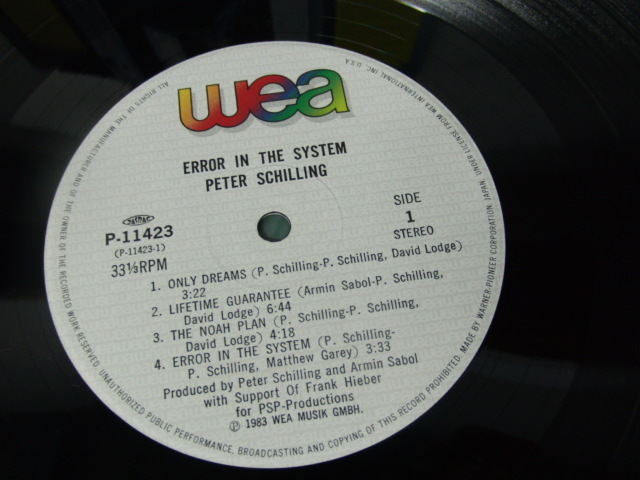 wea
ERROR IN THE SYSTEM
PETER SCHILLING
JASRAC
P-11423
(P-11423-1)
33⅓RPM
SIDE
1
STEREO
1. ONLY DREAMS (P. Schilling-P. Schilling, David Lodge)
3:22
2. LIFETIME GUARANTEE (Armin Sabol-P. Schilling,
David Lodge) 6:44
3. THE NOAH PLAN (P. Schilling-P. Schilling,
David Lodge) 4:18
4. ERROR IN THE SYSTEM (P. Schilling-
P. Schilling, Matthew Garey) 3:33
Produced by Peter Schilling and Armin Sabol
with Support Of Frank Hieber
for PSP-Productions
Ⓟ 1983 WEA MUSIK GMBH.
ALL RIGHTS OF THE MANUFACTURER AND OF THE OWNER OF THE RECORDED WORK RESERVED. UNAUTHORIZED PUBLIC PERFORMANCE, BROADCASTING AND COPYING OF THIS RECORD PROHIBITED. MADE BY WARNER-PIONEER CORPORATION, JAPAN. UNDER LICENSE FROM WEA INTERNATIONAL INC. U.S.A.